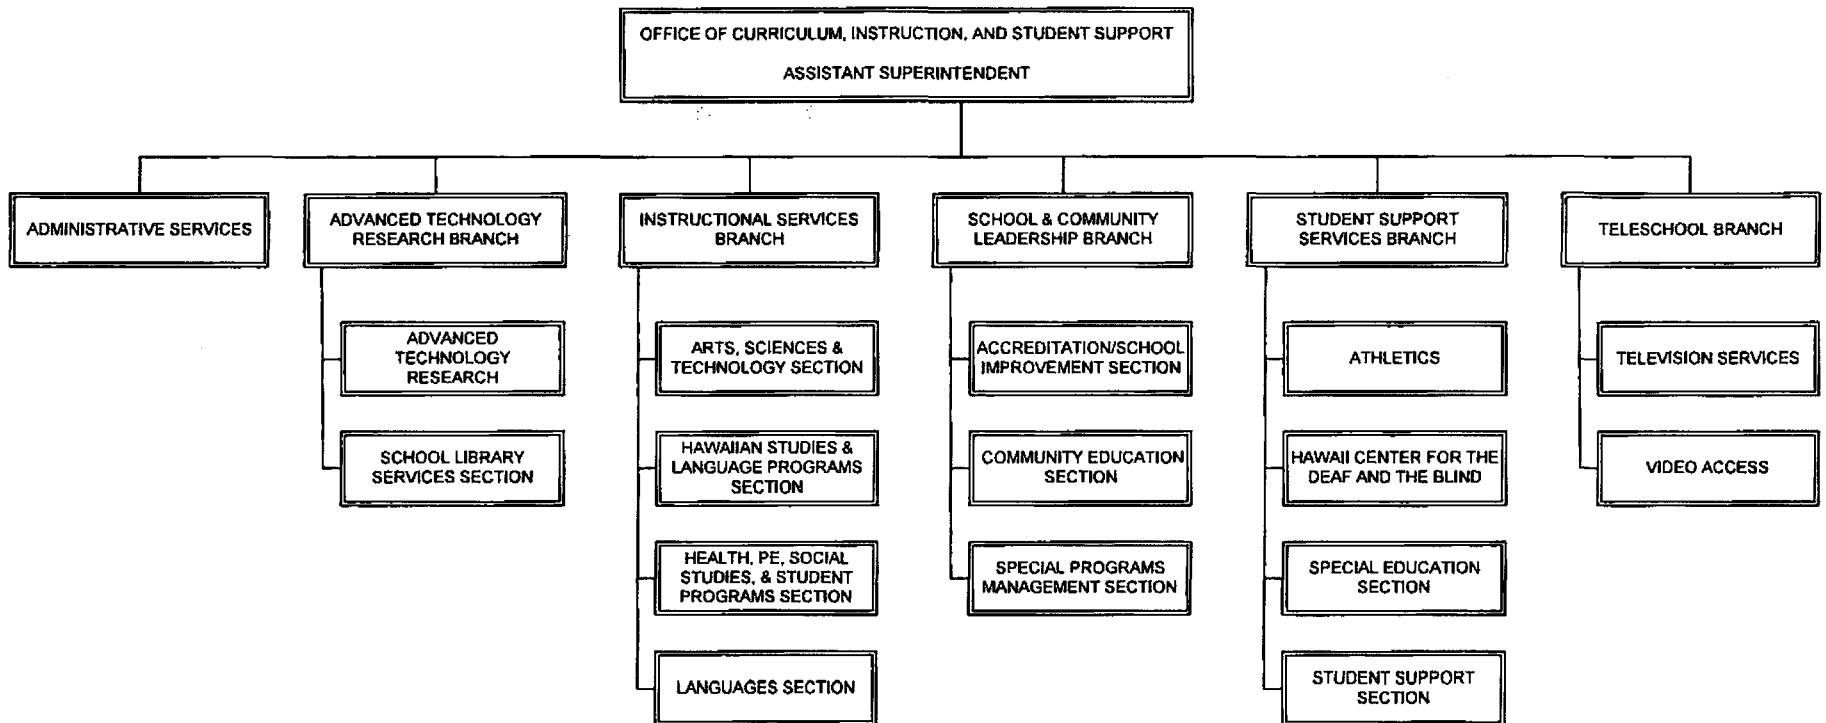 OFFICE OF CURRICULUM, INSTRUCTION, AND STUDENT SUPPORT
ASSISTANT SUPERINTENDENT
ADMINISTRATIVE SERVICES
ADVANCED TECHNOLOGY
RESEARCH BRANCH
INSTRUCTIONAL SERVICES
BRANCH
SCHOOL & COMMUNITY
LEADERSHIP BRANCH
STUDENT SUPPORT
SERVICES BRANCH
TELESCHOOL BRANCH
ADVANCED
TECHNOLOGY
RESEARCH
SCHOOL LIBRARY
SERVICES SECTION
ARTS, SCIENCES &
TECHNOLOGY SECTION
HAWAIIAN STUDIES &
LANGUAGE PROGRAMS
SECTION
HEALTH, PE, SOCIAL
STUDIES, & STUDENT
PROGRAMS SECTION
LANGUAGES SECTION
ACCREDITATION/SCHOOL
IMPROVEMENT SECTION
COMMUNITY EDUCATION
SECTION
SPECIAL PROGRAMS
MANAGEMENT SECTION
ATHLETICS
HAWAII CENTER FOR THE
DEAF AND THE BLIND
SPECIAL EDUCATION
SECTION
STUDENT SUPPORT
SECTION
TELEVISION SERVICES
VIDEO ACCESS